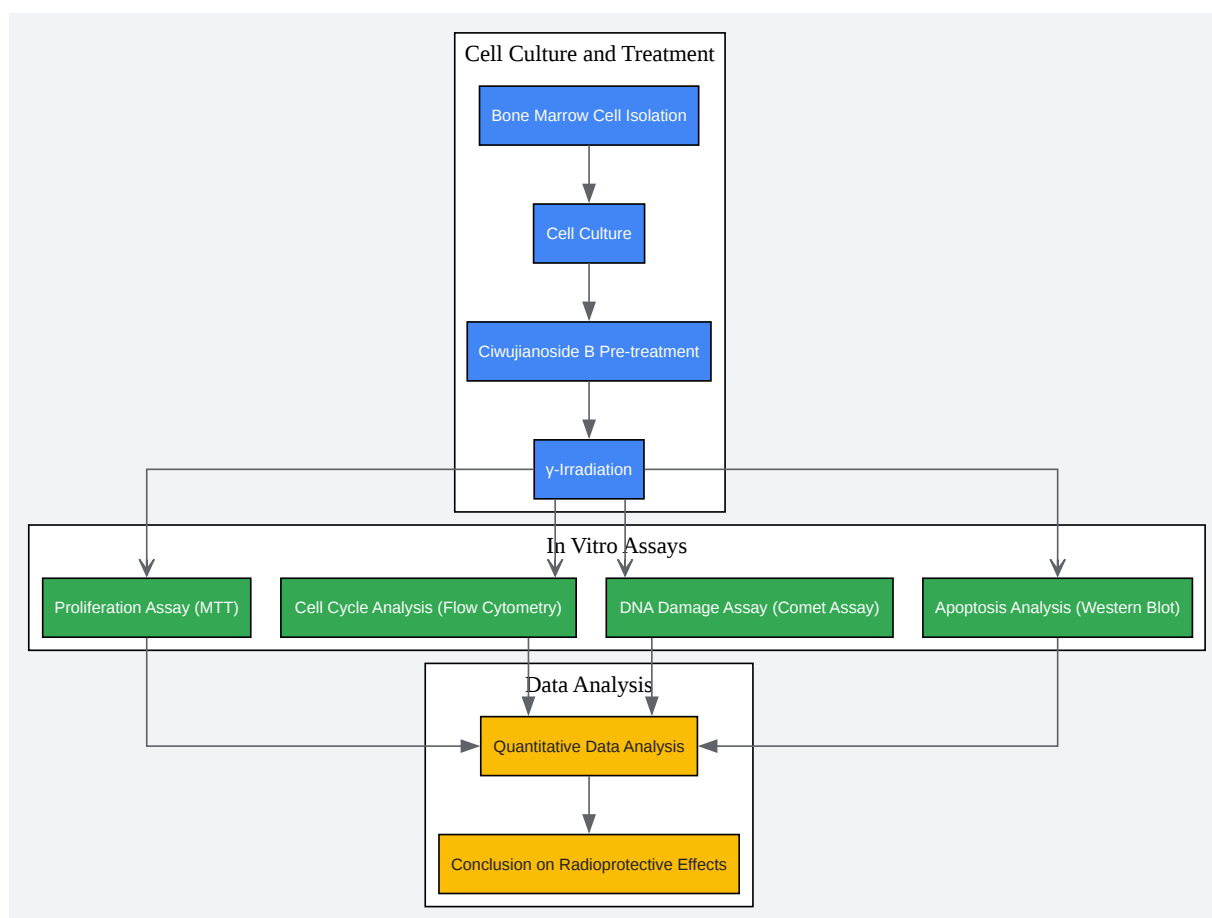 Cell Culture and Treatment
Bone Marrow Cell Isolation
Cell Culture
Ciwujianoside B Pre-treatment
γ-Irradiation
In Vitro Assays
Proliferation Assay (MTT)
Cell Cycle Analysis (Flow Cytometry)
DNA Damage Assay (Comet Assay)
Apoptosis Analysis (Western Blot)
Data Analysis
Quantitative Data Analysis
Conclusion on Radioprotective Effects